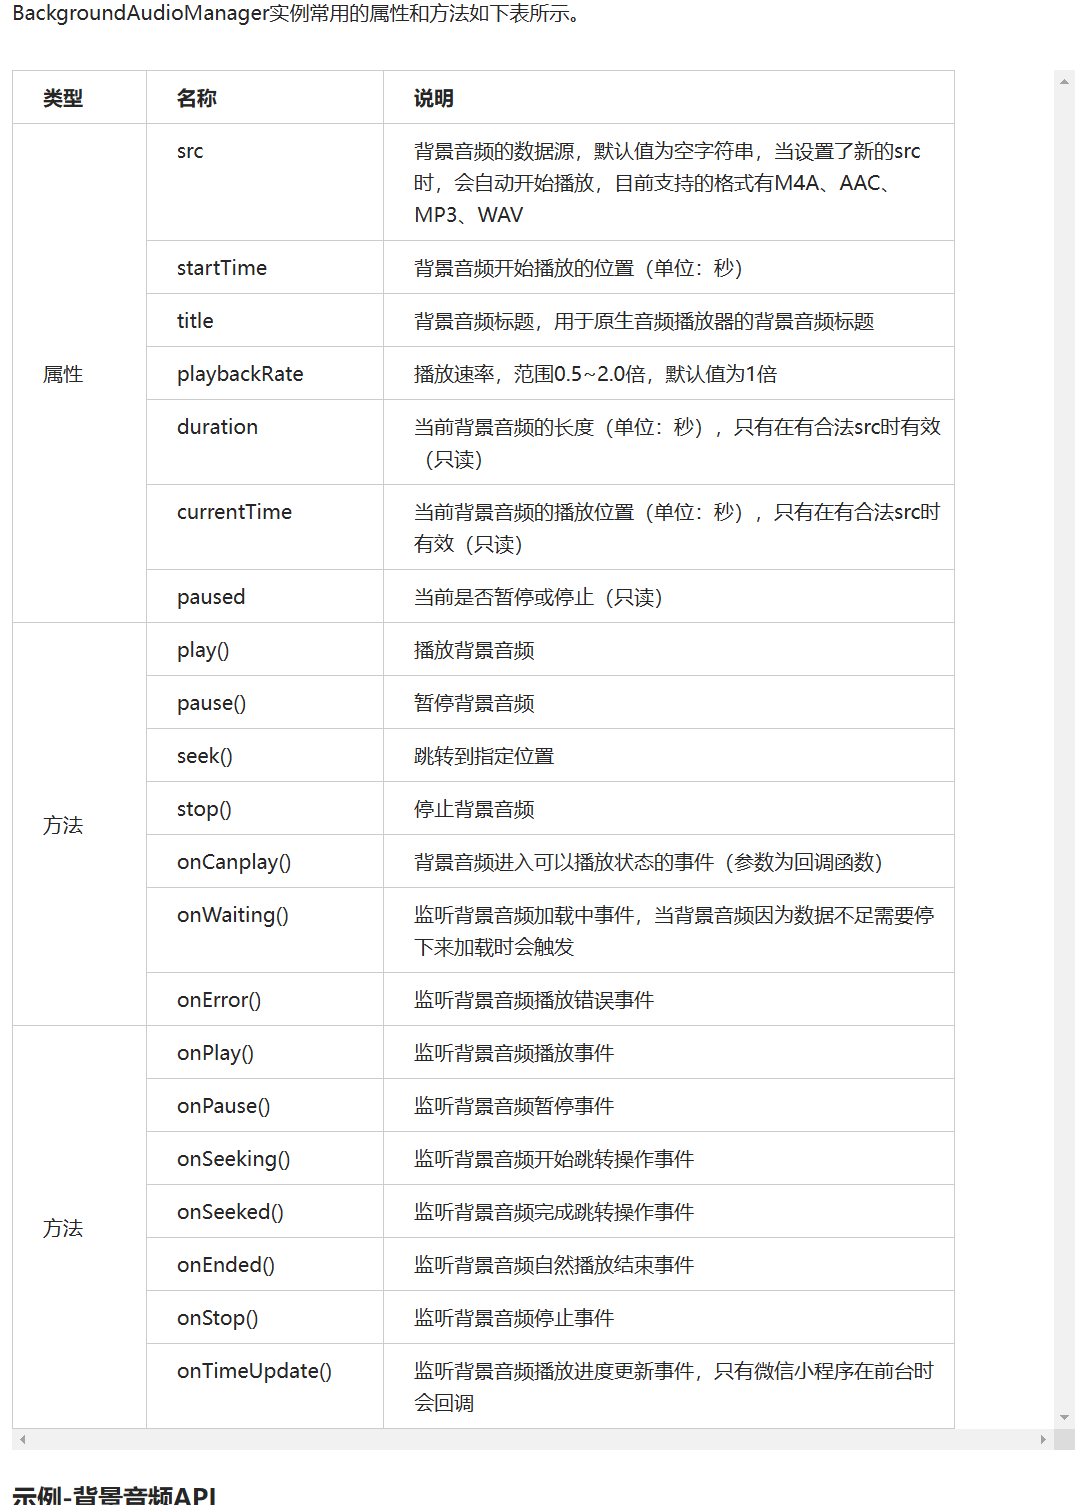 BackgroundAudioManager实例常用的属性和方法如下表所示。
类型 名称 说明
属性
src 背景音频的数据源，默认值为空字符串，当设置了新的src
时，会自动开始播放，目前支持的格式有M4A、AAC、
MP3、WAV
startTime 背景音频开始播放的位置（单位：秒）
title 背景音频标题，用于原生音频播放器的背景音频标题
playbackRate 播放速率，范围0.5~2.0倍，默认值为1倍
duration 当前背景音频的长度（单位：秒），只有在有合法src时有效
（只读）
currentTime 当前背景音频的播放位置（单位：秒），只有在有合法src时
有效（只读）
paused 当前是否暂停或停止（只读）
方法
play() 播放背景音频
pause() 暂停背景音频
seek() 跳转到指定位置
stop() 停止背景音频
onCanplay() 背景音频进入可以播放状态的事件（参数为回调函数）
onWaiting() 监听背景音频加载中事件，当背景音频因为数据不足需要停
下来加载时会触发
onError() 监听背景音频播放错误事件
方法
onPlay() 监听背景音频播放事件
onPause() 监听背景音频暂停事件
onSeeking() 监听背景音频开始跳转操作事件
onSeeked() 监听背景音频完成跳转操作事件
onEnded() 监听背景音频自然播放结束事件
onStop() 监听背景音频停止事件
onTimeUpdate() 监听背景音频播放进度更新事件，只有微信小程序在前台时
会回调
示例-背景音频API